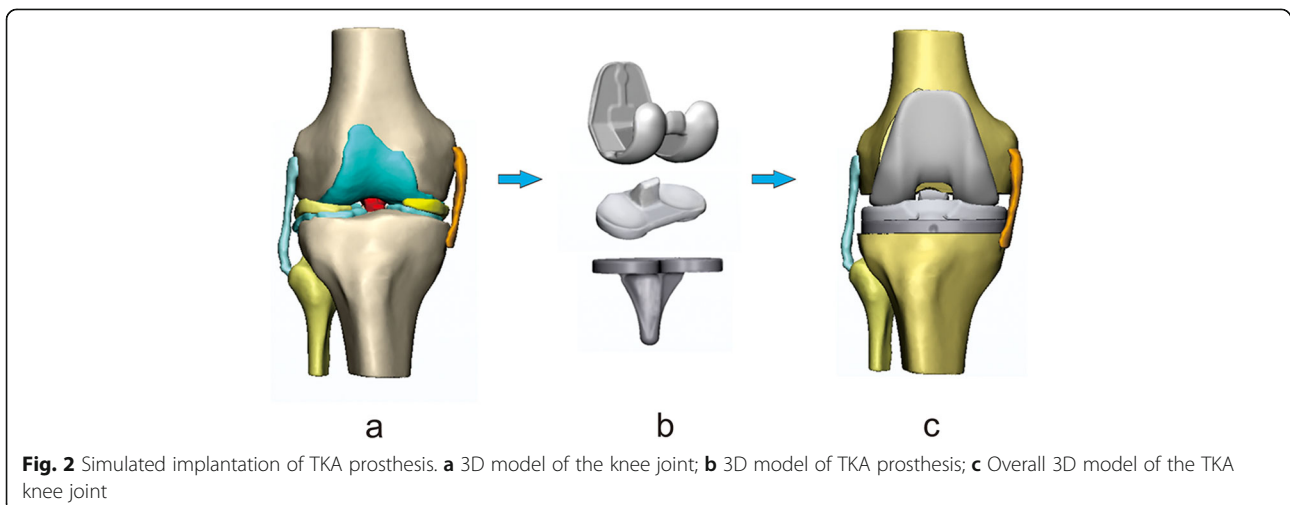 a
b
c
Fig. 2 Simulated implantation of TKA prosthesis. a 3D model of the knee joint; b 3D model of TKA prosthesis; c Overall 3D model of the TKA
knee joint